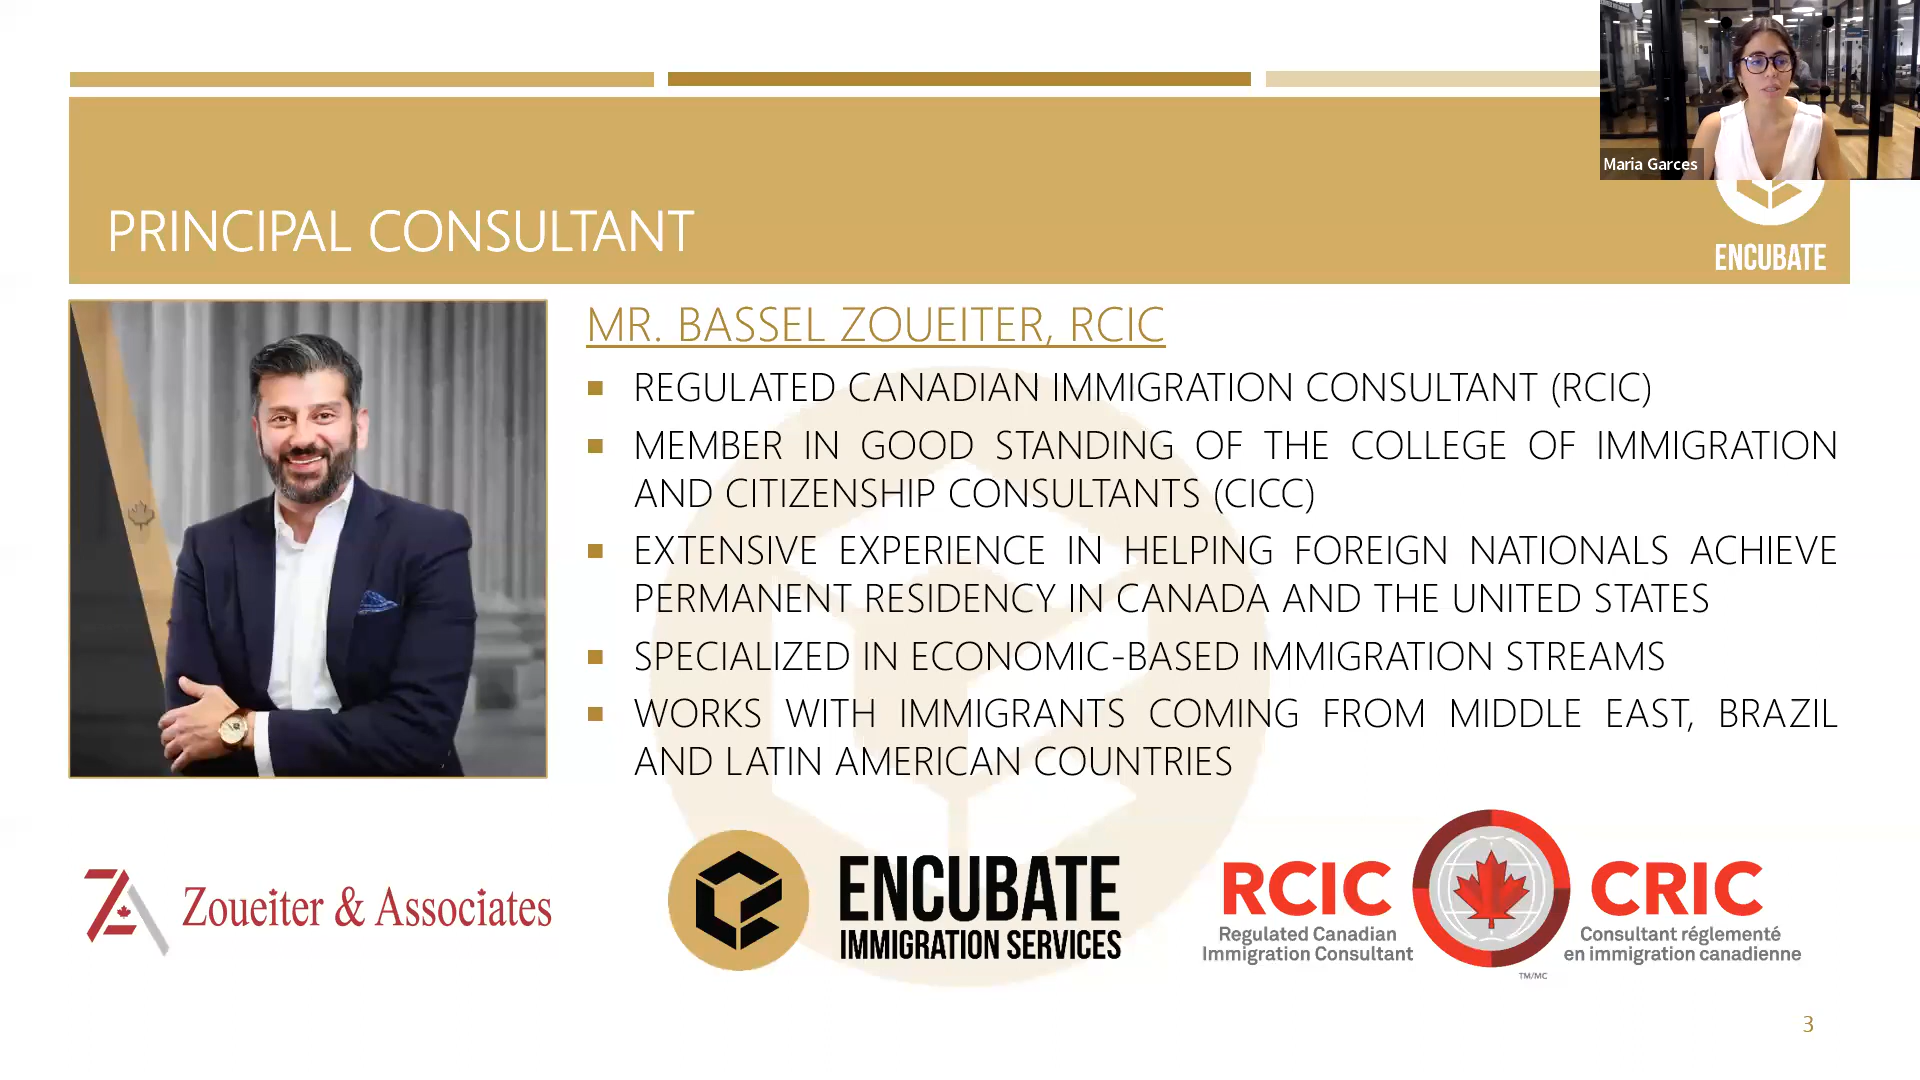 Maria Garces
PRINCIPAL CONSULTANT
ENCUBATE
MR. BASSEL ZOUEITER, RCIC
REGULATED CANADIAN IMMIGRATION CONSULTANT (RCIC)
MEMBER IN GOOD STANDING OF THE COLLEGE OF IMMIGRATION
AND CITIZENSHIP CONSULTANTS (CICC)
EXTENSIVE EXPERIENCE IN HELPING FOREIGN NATIONALS ACHIEVE
PERMANENT RESIDENCY IN CANADA AND THE UNITED STATES
SPECIALIZED IN ECONOMIC-BASED IMMIGRATION STREAMS
WORKS WITH IMMIGRANTS COMING FROM MIDDLE EAST, BRAZIL
AND LATIN AMERICAN COUNTRIES
Zoueiter & Associates
ENCUBATE
IMMIGRATION SERVICES
RCIC
Regulated Canadian
Immigration Consultant
CRIC
Consultant réglementé
en immigration canadienne
TM/MC
3